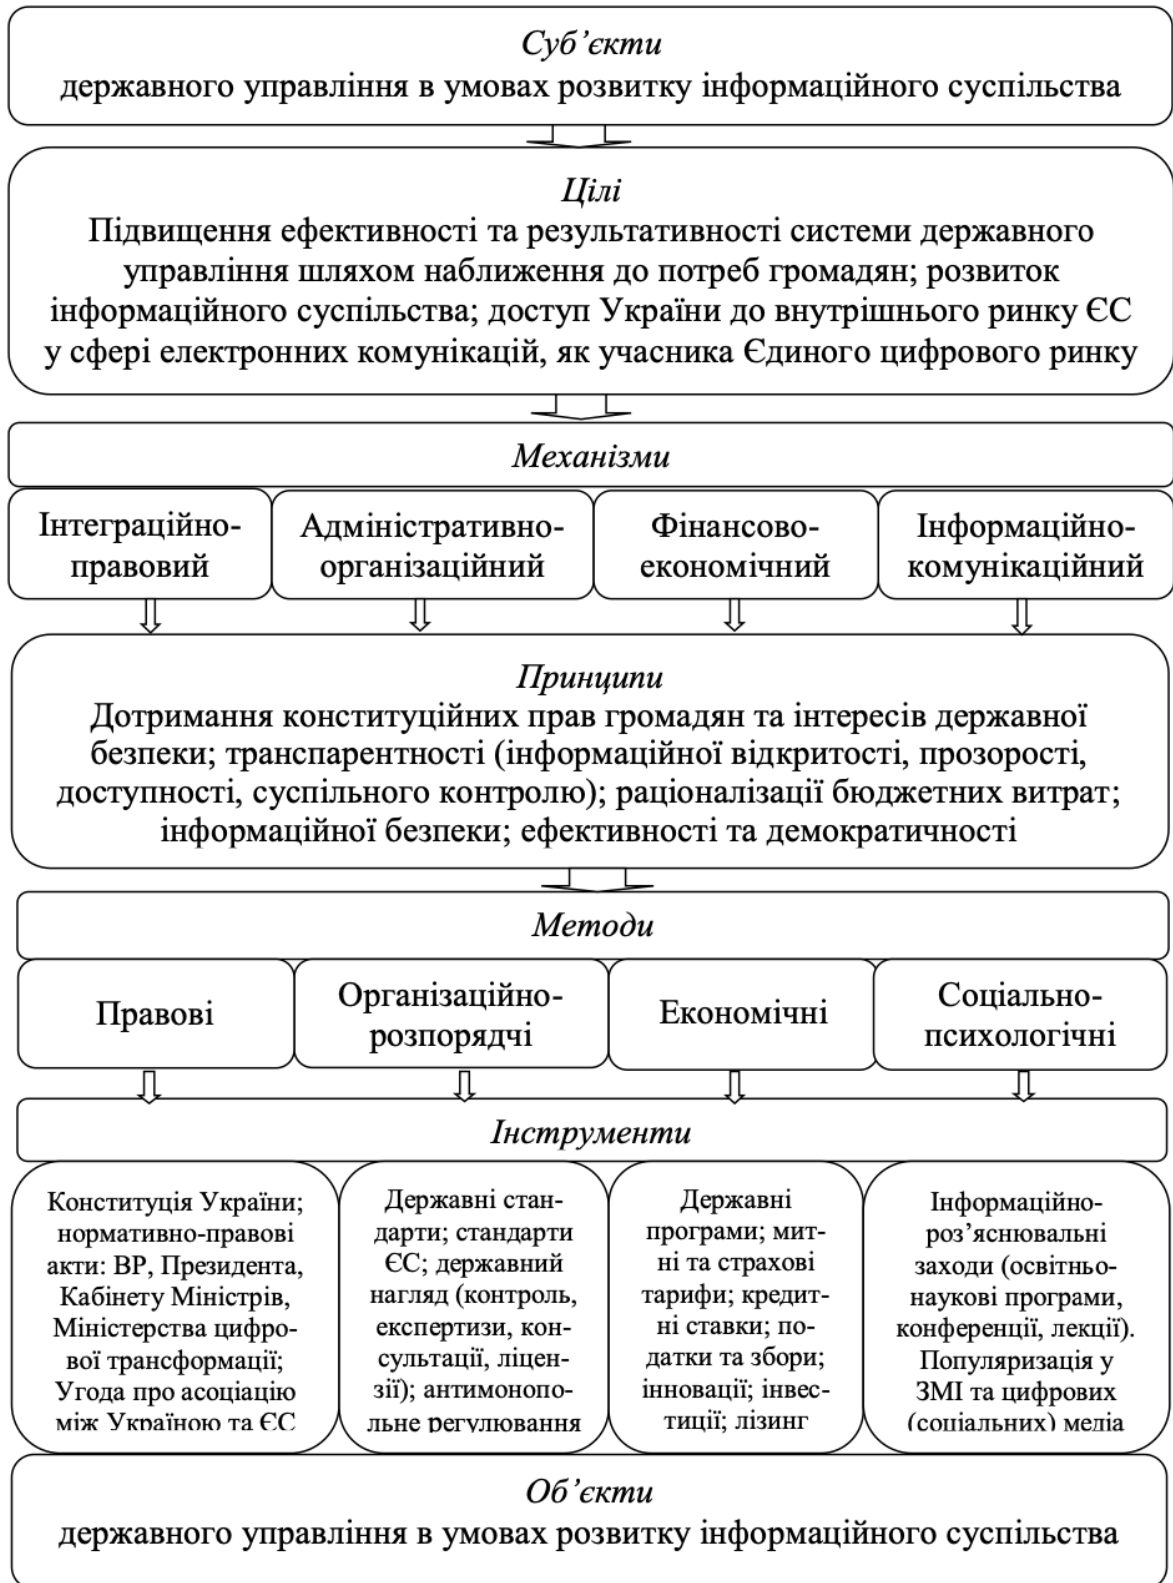 Суб’єкти
державного управління в умовах розвитку інформаційного суспільства
Цілі
Підвищення ефективності та результативності системи державного
управління шляхом наближення до потреб громадян; розвиток
інформаційного суспільства; доступ України до внутрішнього ринку ЄС
у сфері електронних комунікацій, як учасника Єдиного цифрового ринку
Механізми
Інтеграційно-
правовий
Адміністративно-
організаційний
Фінансово-
економічний
Інформаційно-
комунікаційний
Принципи
Дотримання конституційних прав громадян та інтересів державної
безпеки; транспарентності (інформаційної відкритості, прозорості,
доступності, суспільного контролю); раціоналізації бюджетних витрат;
інформаційної безпеки; ефективності та демократичності
Методи
Правові
Організаційно-
розпорядчі
Економічні
Соціально-
психологічні
Інструменти
Конституція України;
нормативно-правові
акти: ВР, Президента,
Кабінету Міністрів,
Міністерства цифро-
вої трансформації;
Угода про асоціацію
між Україною та ЄС
Державні стан-
дарти; стандарти
ЄС; державний
нагляд (контроль,
експертизи, кон-
сультації, ліцен-
зії); антимонопо-
льне регулювання
Державні
програми; мит-
ні та страхові
тарифи; кредит-
ні ставки; по-
датки та збори;
інновації; інвес-
тиції; лізинг
Інформаційно-
роз’яснювальні
заходи (освітньо-
наукові програми,
конференції, лекції).
Популяризація у
ЗМІ та цифрових
(соціальних) медіа
Об’єкти
державного управління в умовах розвитку інформаційного суспільства